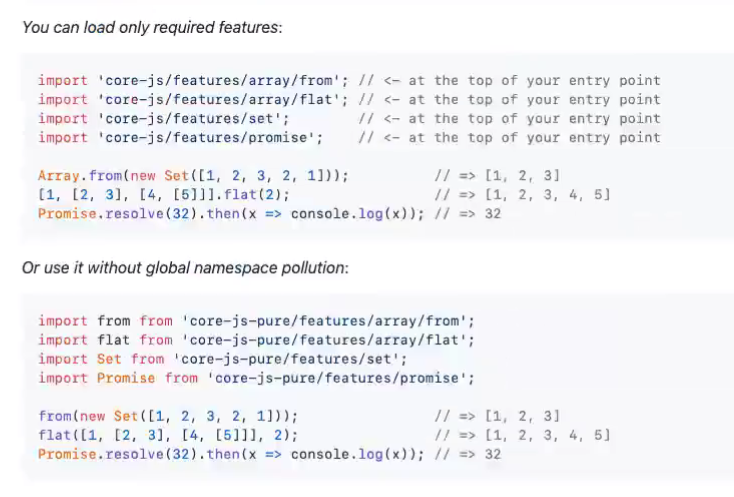 You can load only required features:
import 'core-js/features/array/from'; // <- at the top of your entry point
import 'core-js/features/array/flat'; // <- at the top of your entry point
import 'core-js/features/set';        // <- at the top of your entry point
import 'core-js/features/promise';    // <- at the top of your entry point
Array.from(new Set([1, 2, 3, 2, 1]));          // => [1, 2, 3]
[1, [2, 3], [4, [5]]].flat(2);                 // => [1, 2, 3, 4, 5]
Promise.resolve(32).then(x => console.log(x)); // => 32
Or use it without global namespace pollution:
import from from 'core-js-pure/features/array/from';
import flat from 'core-js-pure/features/array/flat';
import Set from 'core-js-pure/features/set';
import Promise from 'core-js-pure/features/promise';
from(new Set([1, 2, 3, 2, 1]));                // => [1, 2, 3]
flat([1, [2, 3], [4, [5]]], 2);                // => [1, 2, 3, 4, 5]
Promise.resolve(32).then(x => console.log(x)); // => 32